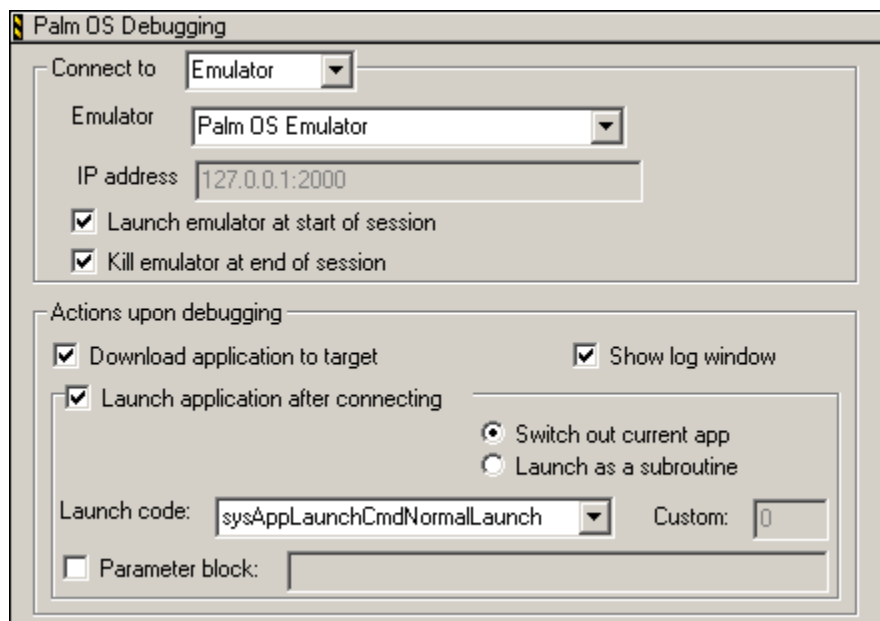 Palm OS Debugging
Connect to Emulator
Emulator Palm OS Emulator
IP address 127.0.0.1:2000
Launch emulator at start of session
Kill emulator at end of session
Actions upon debugging
Download application to target Show log window
Launch application after connecting
Switch out current app
Launch as a subroutine
Launch code: sysAppLaunchCmdNormalLaunch Custom: 0
Parameter block: